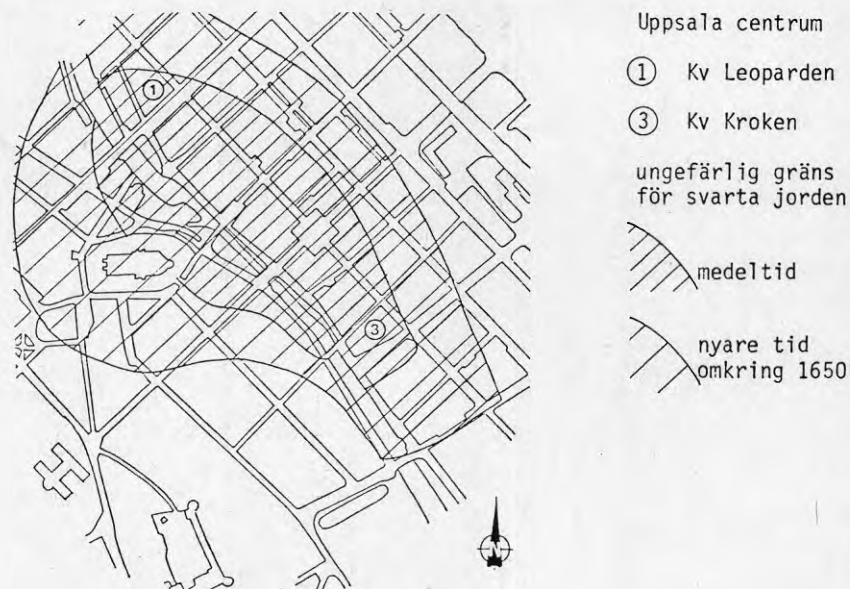 Uppsala centrum
1 Kv Leoparden
3 Kv Kroken
ungefärlig gräns
för svarta jorden
medeltid
nyare tid
omkring 1650
1
3
N